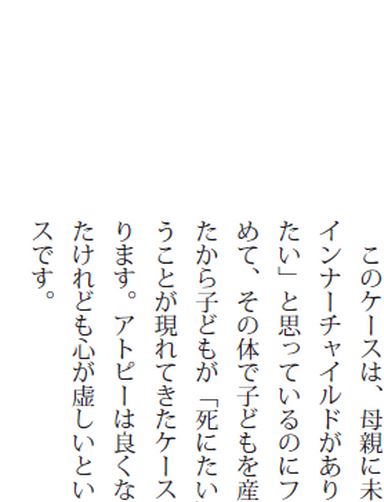 このケースは、母親に未
インナーチャイルドがあり
たい」と思っているのにフ
めて、その体で子どもを産
たから子どもが「死にたい
うことが現れてきたケース
ります。アトピーは良くな
たけれども心が虚しいとい
スです。